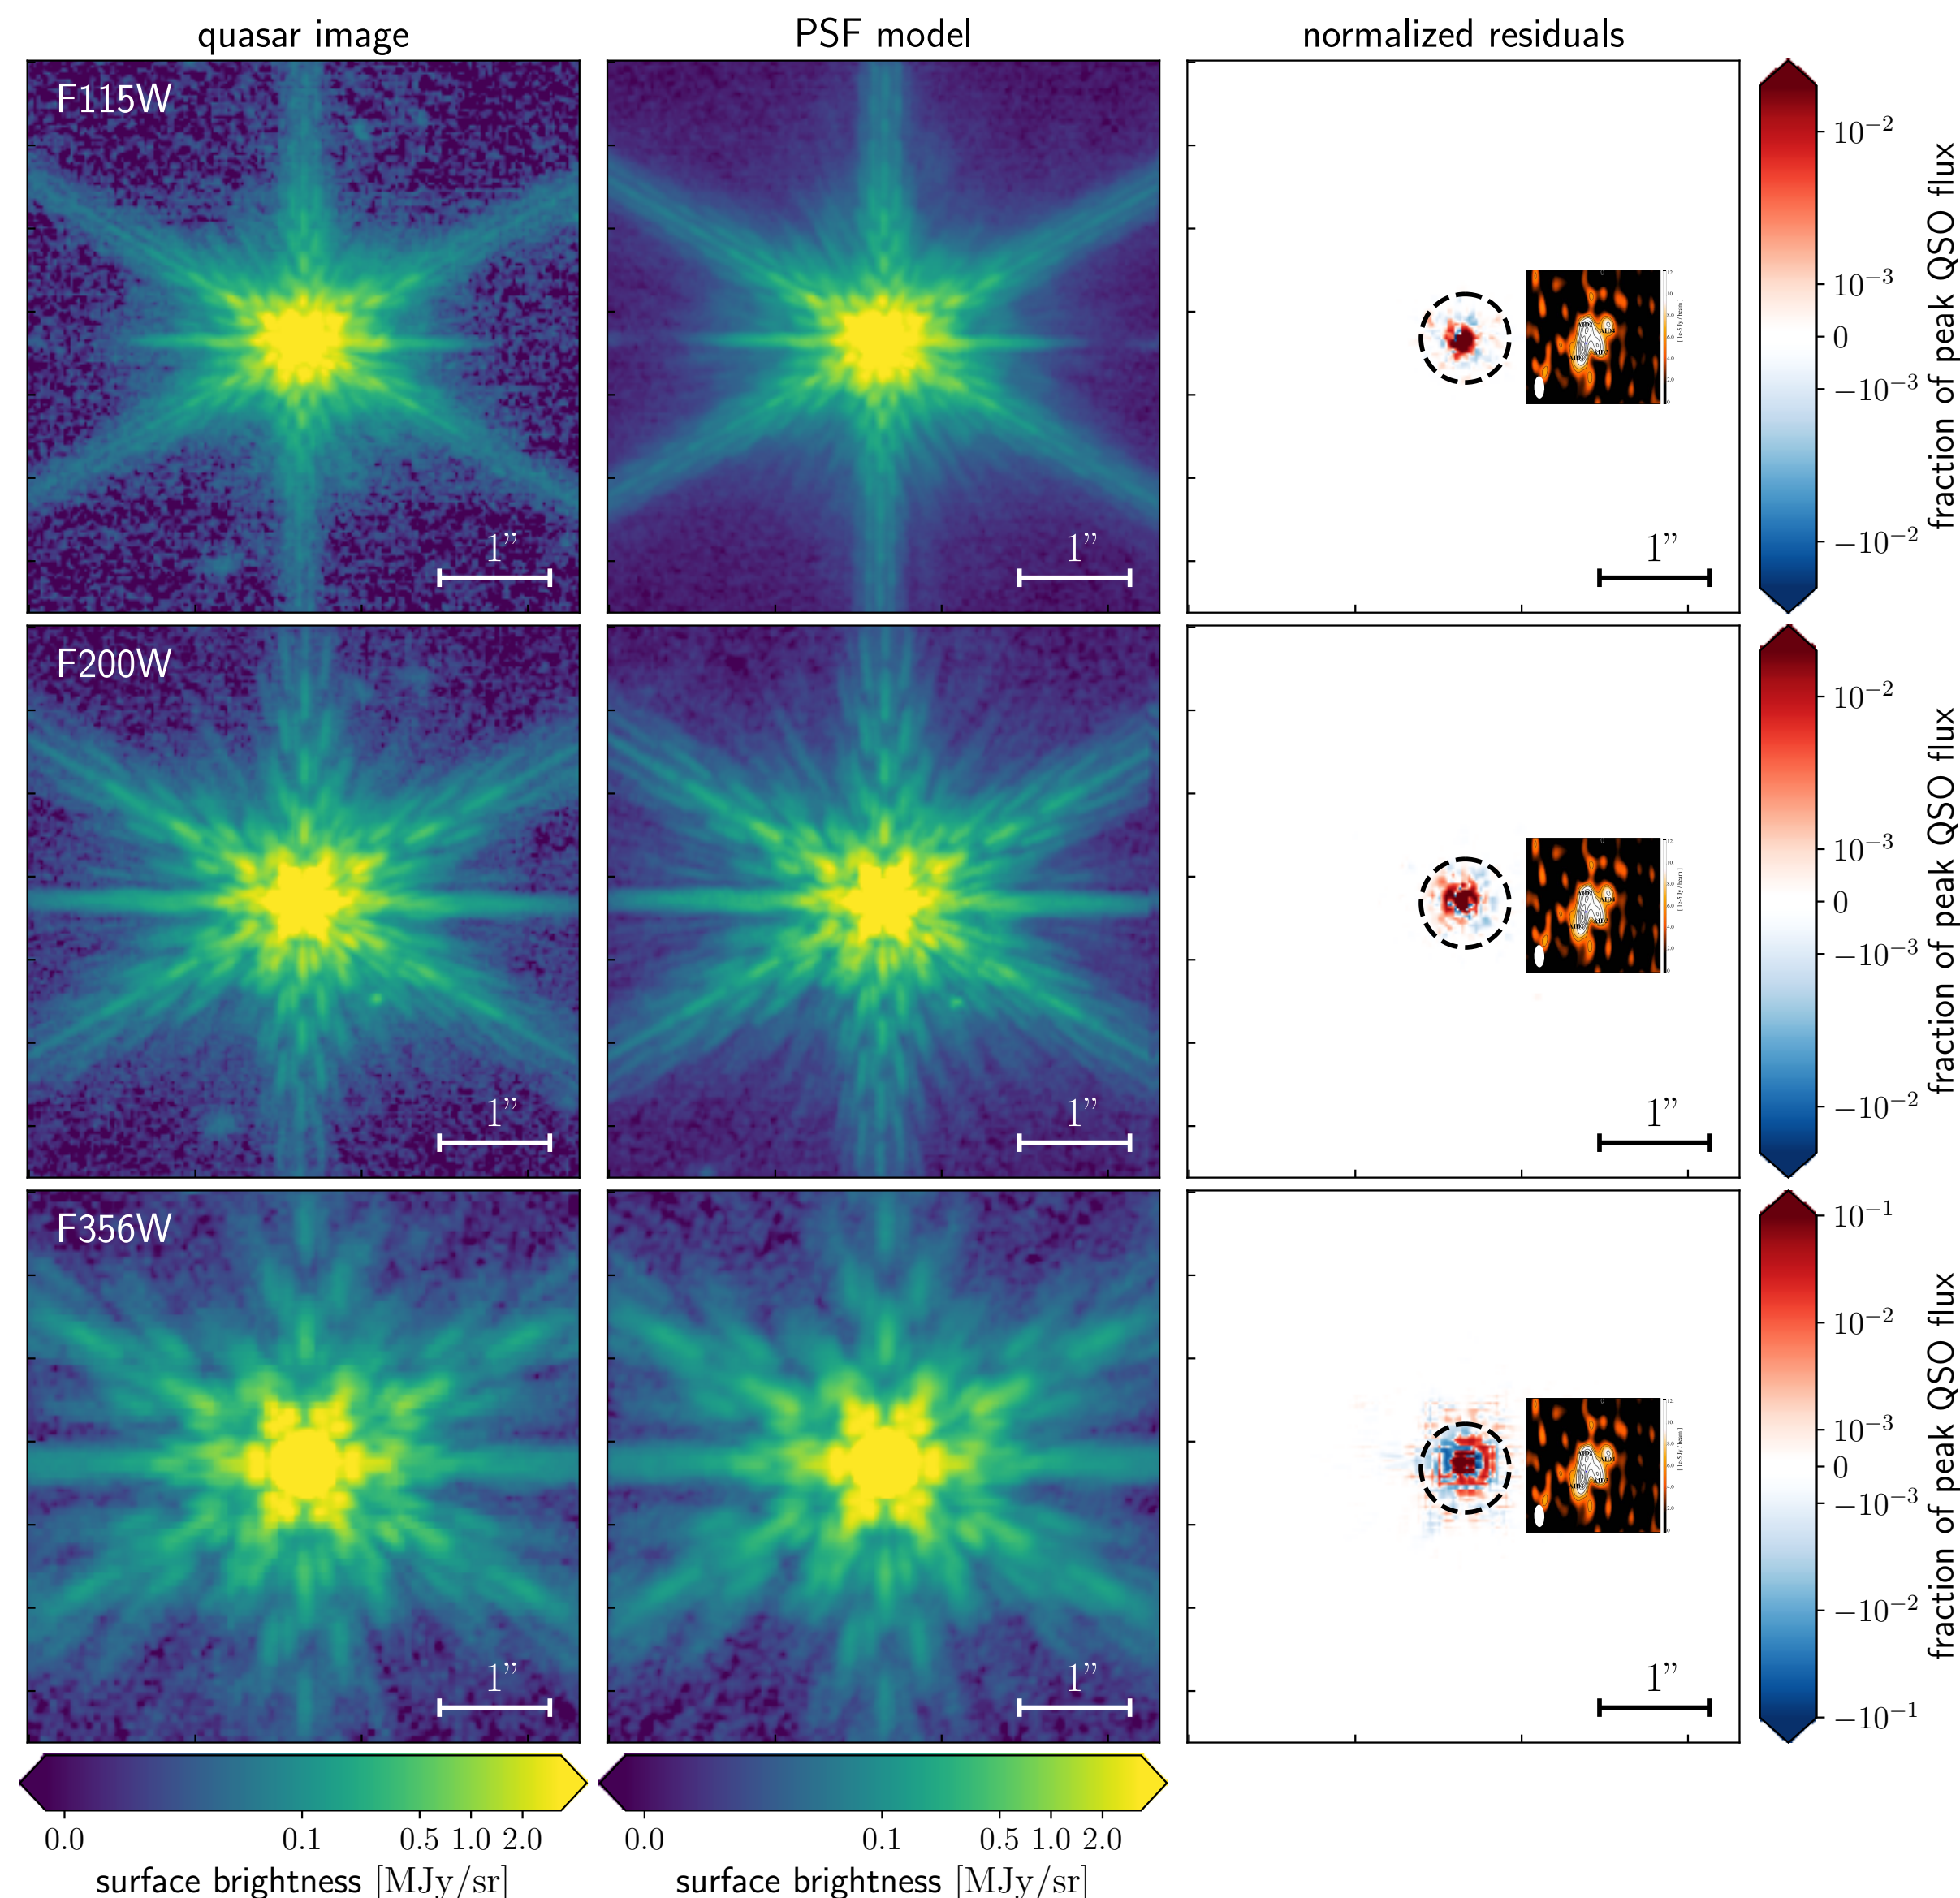 quasar image
PSF model
normalized residuals
F115W
1”
1”
1”
10−2
10−3
0
−10−3
−10−2
fraction of peak QSO flux
F200W
1”
1”
1”
10−2
10−3
0
−10−3
−10−2
fraction of peak QSO flux
F356W
1”
1”
1”
10−1
10−2
10−3
0
−10−3
−10−2
−10−1
fraction of peak QSO flux
0.0 0.1 0.5 1.0 2.0
surface brightness [MJy/sr]
0.0 0.1 0.5 1.0 2.0
surface brightness [MJy/sr]